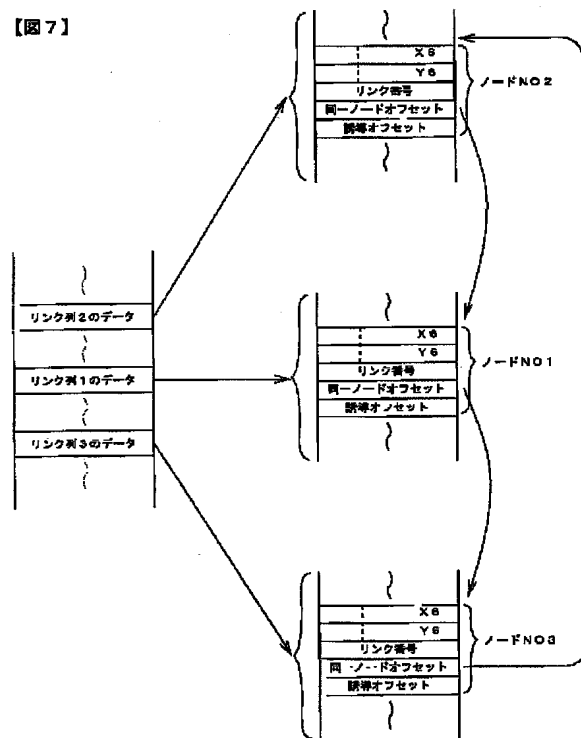 【図7】
X6
Y6
リンク番号
同一ノードオフセット
誘導オフセット
ノードNO2
リンク列2のデータ
リンク列1のデータ
リンク列3のデータ
X6
Y6
リンク番号
同一ノードオフセット
誘導オフセット
ノードNO1
X6
Y6
リンク番号
同一ノードオフセット
誘導オフセット
ノードNO3